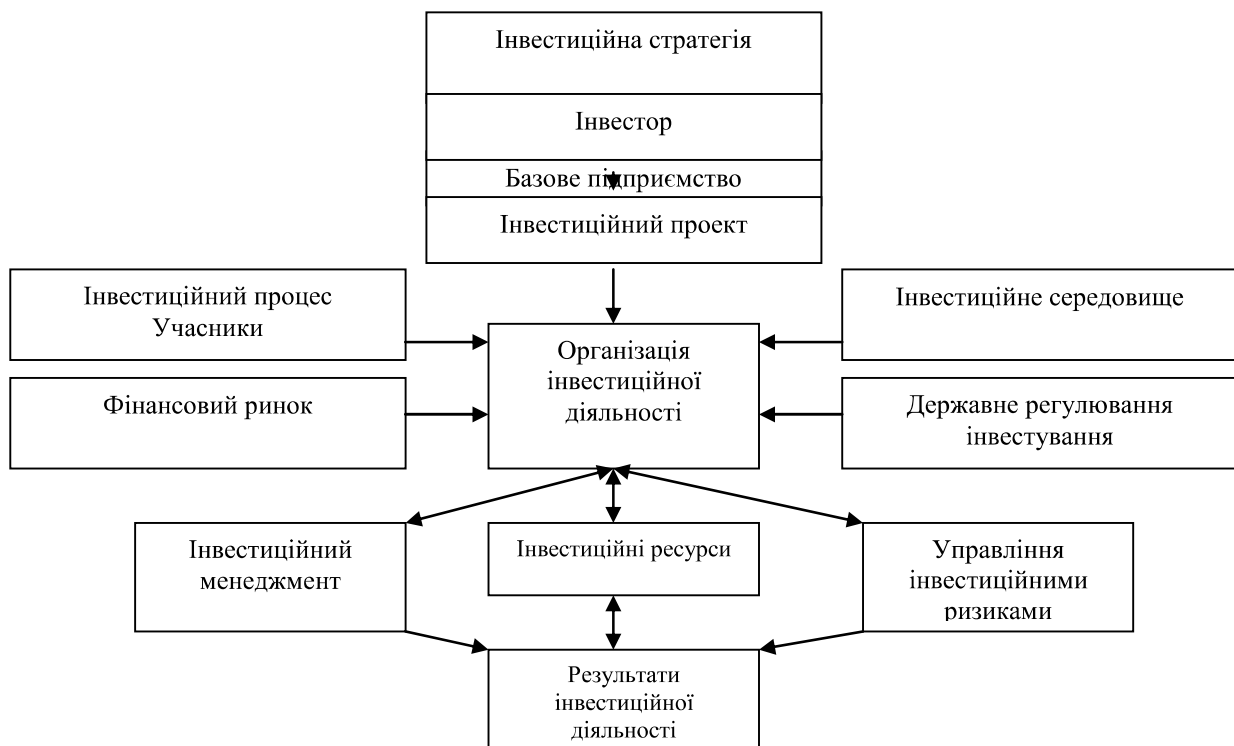 Інвестиційна стратегія
Інвестор
Базове підприємство
Інвестиційний проект
Інвестиційний процес
Учасники
Інвестиційне середовище
Організація
інвестиційної
діяльності
Фінансовий ринок
Державне регулювання
інвестування
Інвестиційний
менеджмент
Інвестиційні ресурси
Управління
інвестиційними
ризиками
Результати
інвестиційної
діяльності